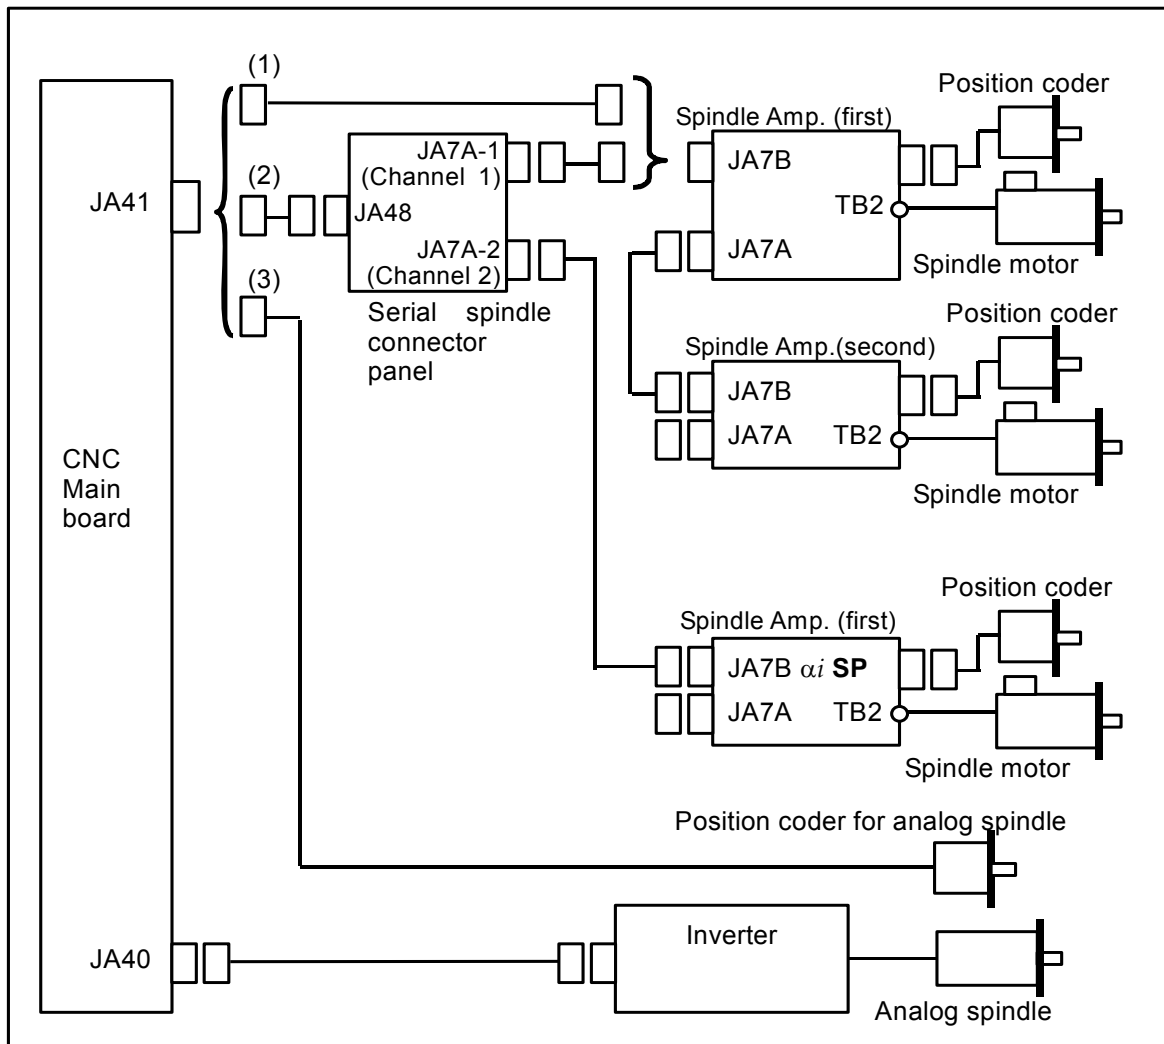 (1)
Position coder
Spindle Amp. (first)
JA7A-1
(Channel 1)
JA7B
JA41
(2)
JA48
TB2
JA7A-2
(Channel 2)
JA7A
Spindle motor
(3)
Serial spindle
connector
panel
Position coder
Spindle Amp.(second)
JA7B
JA7A TB2
CNC
Main
board
Spindle motor
Position coder
Spindle Amp. (first)
JA7B αi SP
JA7A TB2
Spindle motor
Position coder for analog spindle
JA40
Inverter
Analog spindle